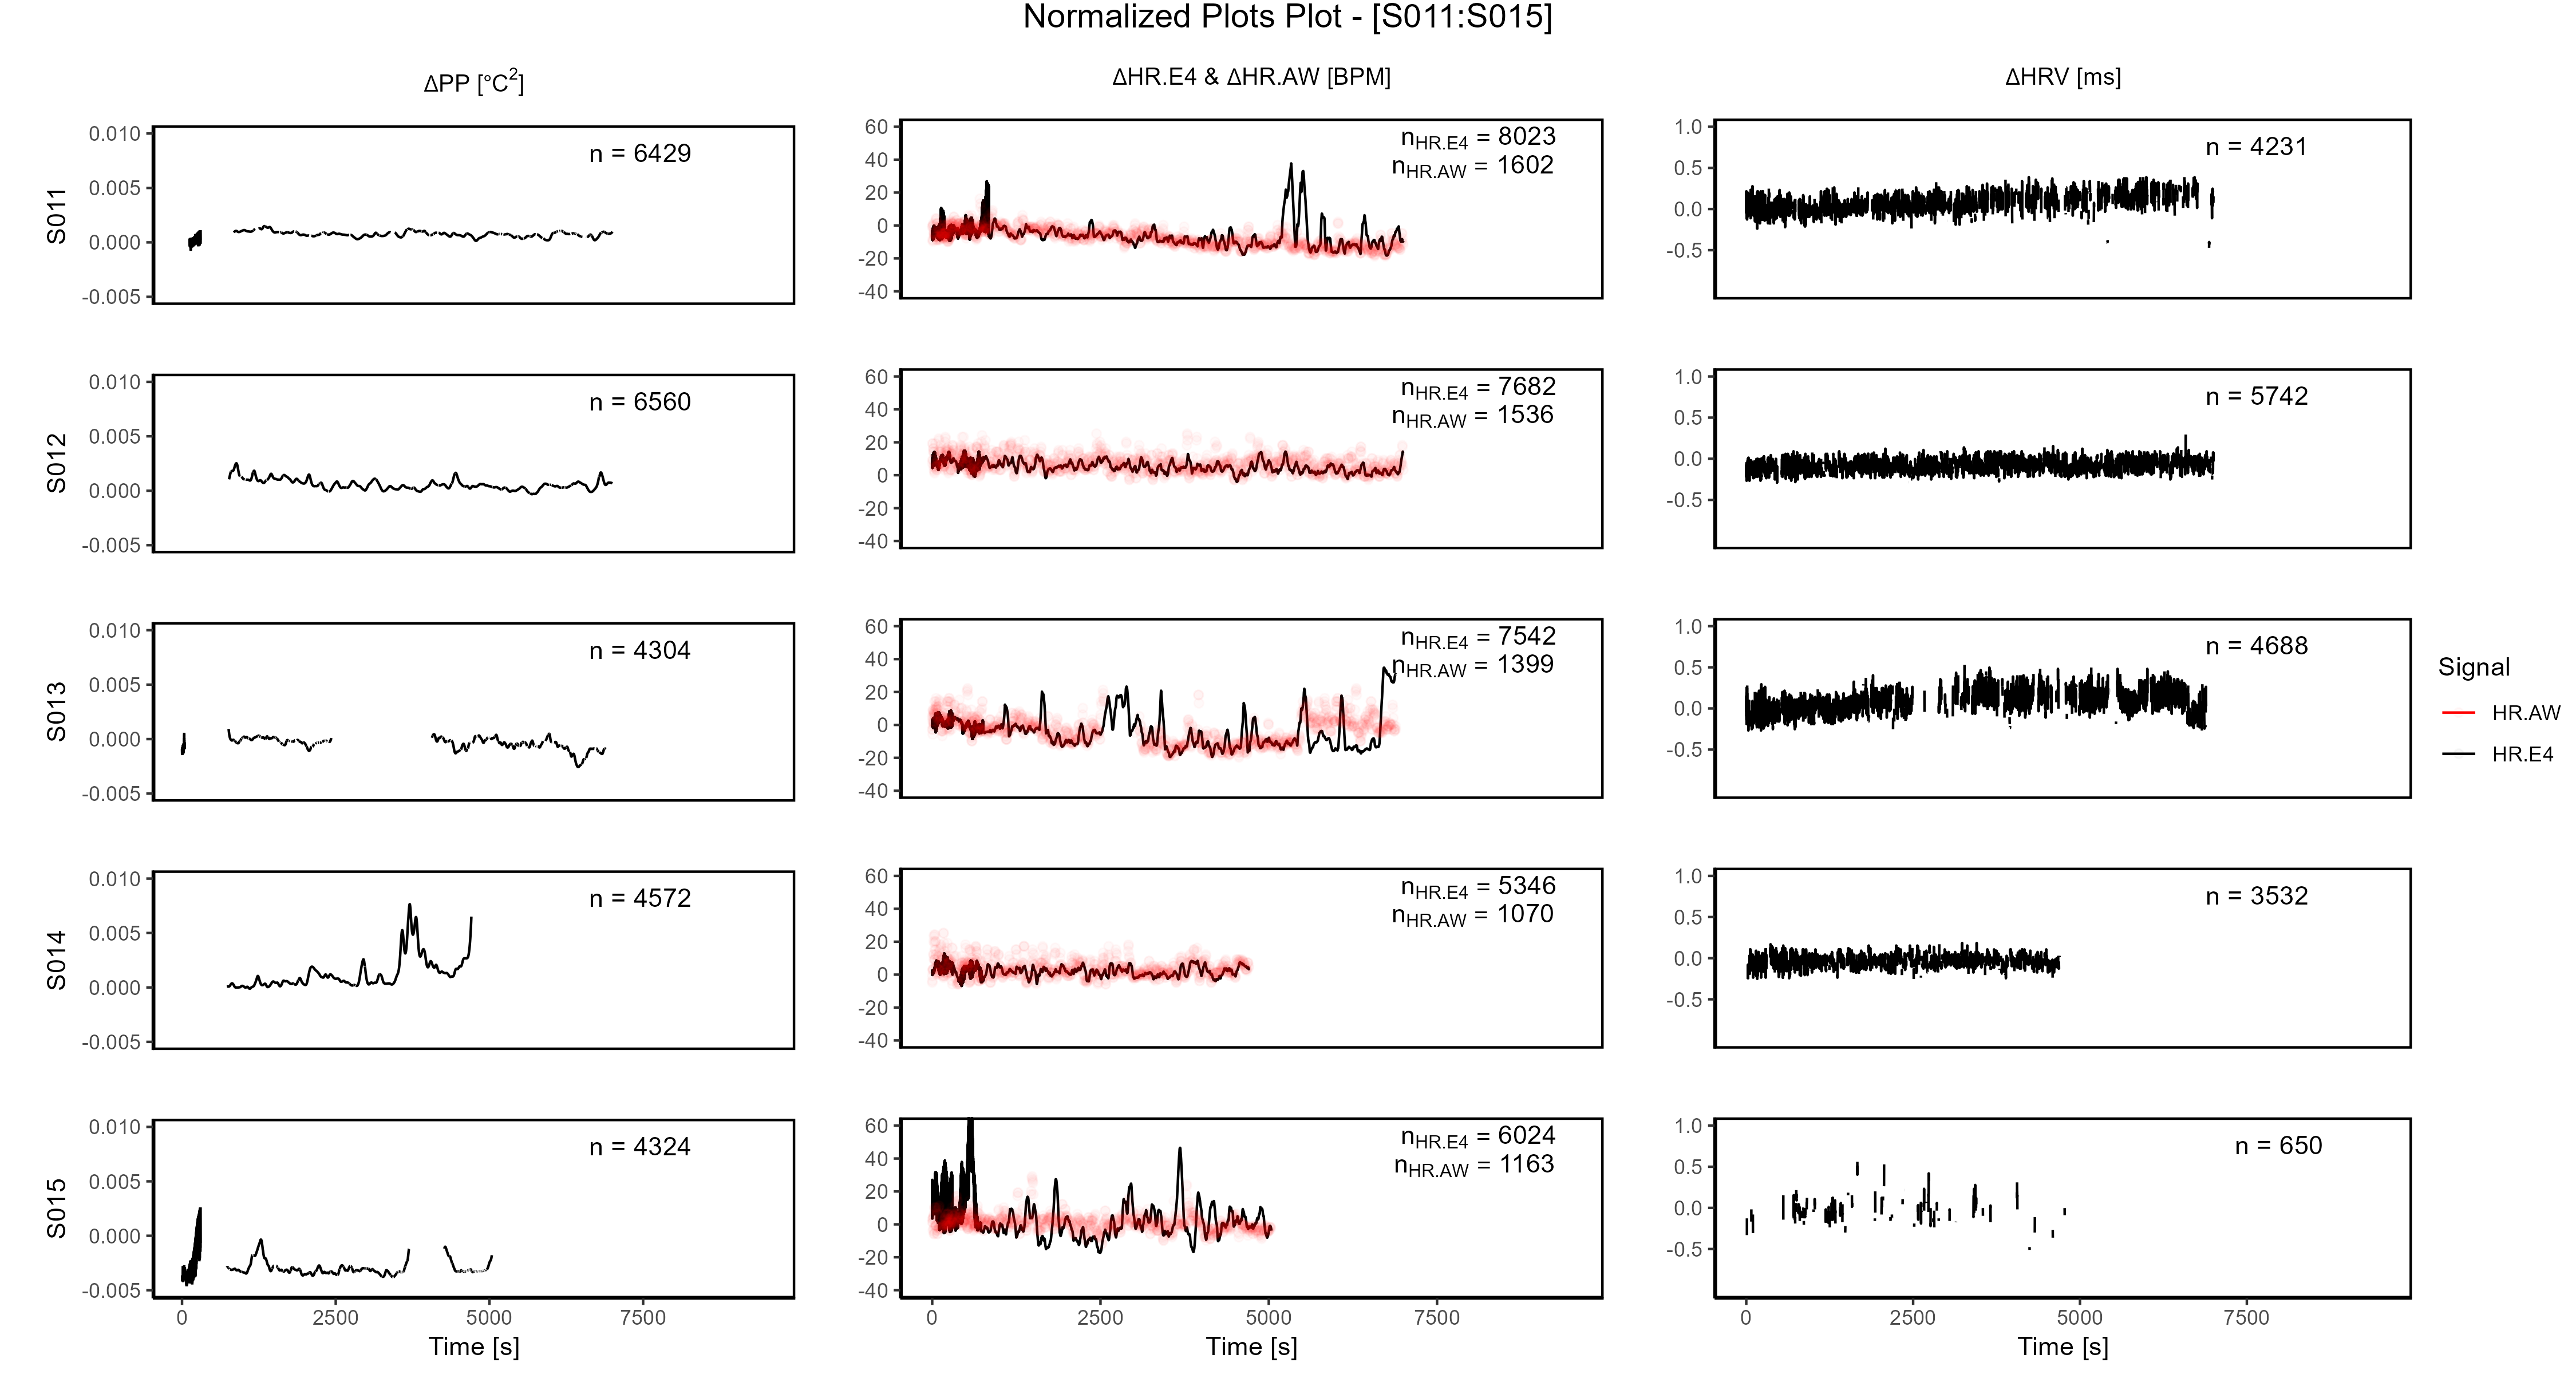 Normalized Plots Plot - [S011:S015]
ΔPP [°C²]
ΔHR.E4 & ΔHR.AW [BPM]
ΔHRV [ms]
S011
0.010
0.005
0.000
-0.005
n = 6429
60
40
20
0
-20
-40
nHR.E4 = 8023
nHR.AW = 1602
1.0
0.5
0.0
-0.5
n = 4231
S012
0.010
0.005
0.000
-0.005
n = 6560
60
40
20
0
-20
-40
nHR.E4 = 7682
nHR.AW = 1536
1.0
0.5
0.0
-0.5
n = 5742
S013
0.010
0.005
0.000
-0.005
n = 4304
60
40
20
0
-20
-40
nHR.E4 = 7542
nHR.AW = 1399
1.0
0.5
0.0
-0.5
n = 4688
Signal
HR.AW
HR.E4
S014
0.010
0.005
0.000
-0.005
n = 4572
60
40
20
0
-20
-40
nHR.E4 = 5346
nHR.AW = 1070
1.0
0.5
0.0
-0.5
n = 3532
S015
0.010
0.005
0.000
-0.005
n = 4324
60
40
20
0
-20
-40
nHR.E4 = 6024
nHR.AW = 1163
1.0
0.5
0.0
-0.5
n = 650
0 2500 5000 7500
Time [s]
0 2500 5000 7500
Time [s]
0 2500 5000 7500
Time [s]